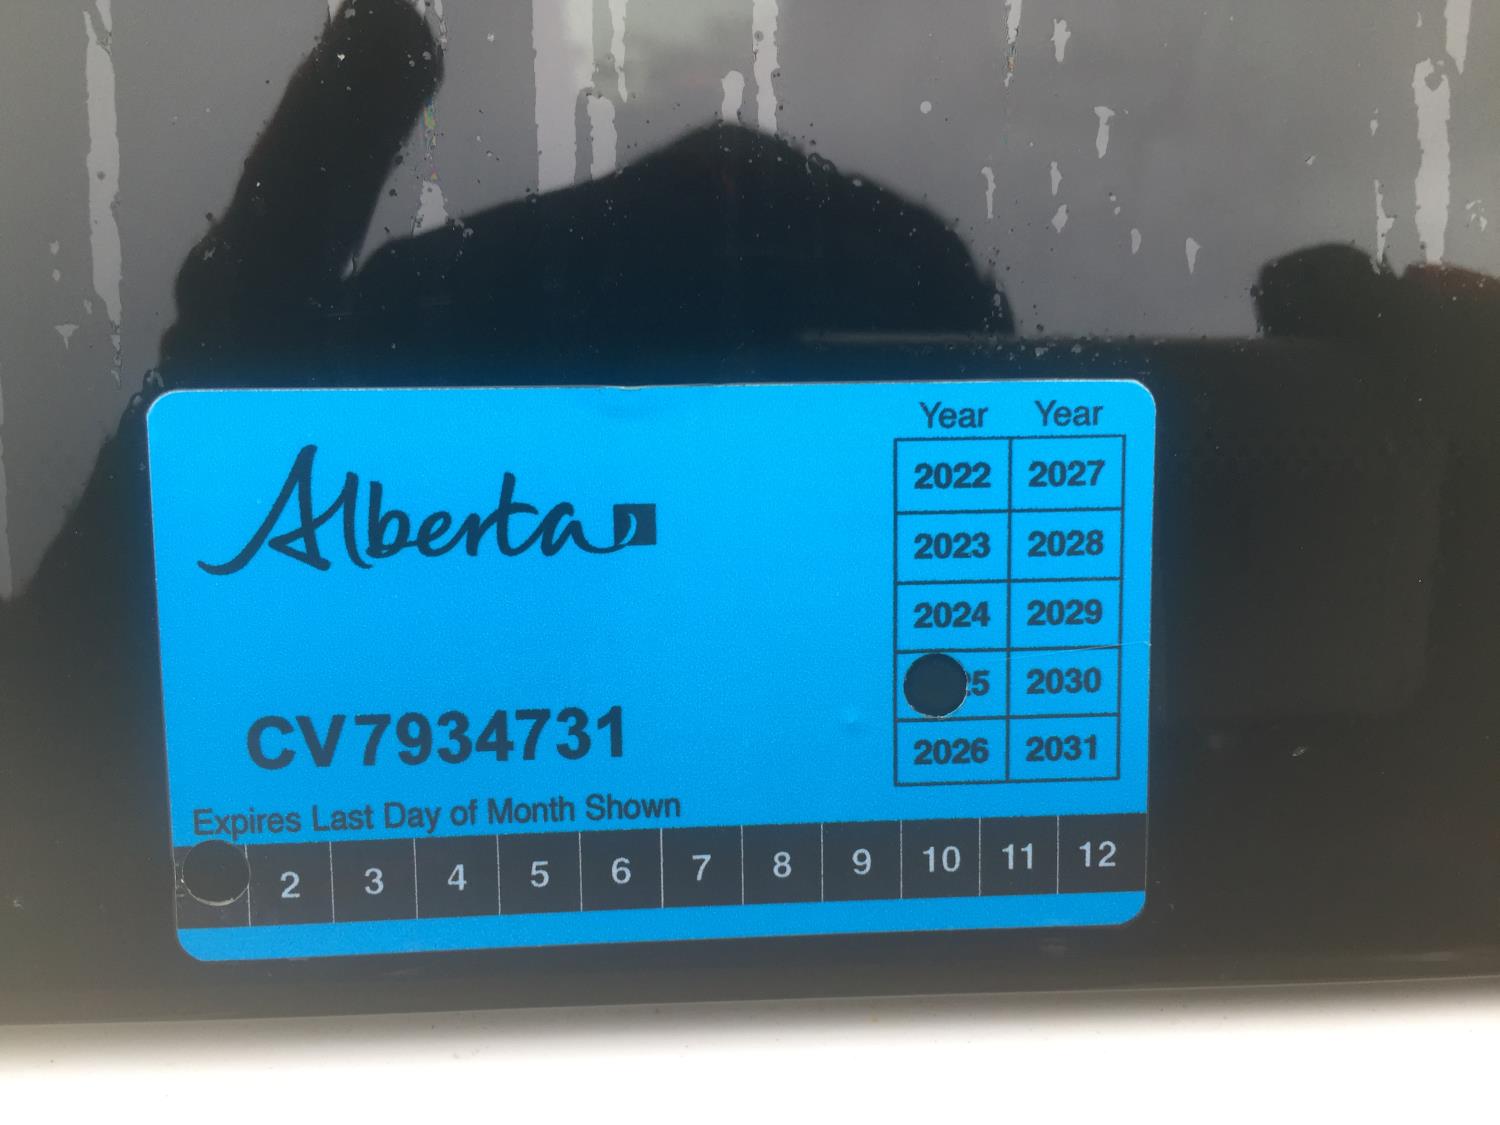 Alberta
Year Year
2022 2027
2023 2028
2024 2029
5 2030
2026 2031
CV7934731
Expires Last Day of Month Shown
2 3 4 5 6 7 8 9 10 11 12